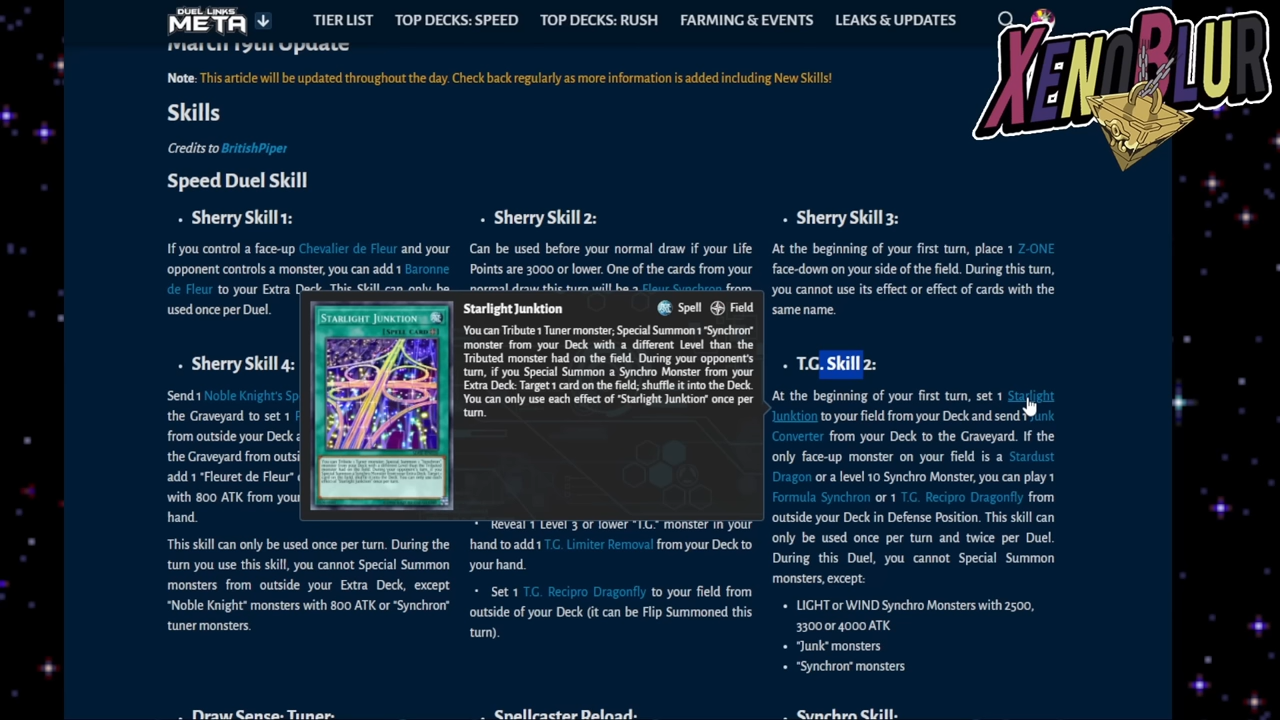 DUEL LINKS
META
TIER LIST
TOP DECKS: SPEED
TOP DECKS: RUSH
FARMING & EVENTS
LEAKS & UPDATES
XENOBLUR
March 19th Update
Note: This article will be updated throughout the day. Check back regularly as more information is added including New Skills!
Skills
Credits to BritishPiper
Speed Duel Skill
• Sherry Skill 1:
If you control a face-up Chevalier de Fleur and your
opponent controls a monster, you can add 1 Baronne
de Fleur to your Extra Deck. This Skill can only be
used once per Duel.
• Sherry Skill 2:
Can be used before your normal draw if your Life
Points are 3000 or lower. One of the cards from your
normal draw this turn will be a Fleur Synchron from
• Sherry Skill 3:
At the beginning of your first turn, place 1 Z-ONE
face-down on your side of the field. During this turn,
you cannot use its effect or effect of cards with the
same name.
• Sherry Skill 4:
Send 1 Noble Knight's Sp
the Graveyard to set 1
from outside your Deck a
the Graveyard from outsi
add 1 "Fleuret de Fleur"
with 800 ATK from your
hand.
This skill can only be used once per turn. During the
turn you use this skill, you cannot Special Summon
monsters from outside your Extra Deck, except
"Noble Knight" monsters with 800 ATK or "Synchron"
tuner monsters.
STARLIGHT JUNKTION
[SPELL CARD]
Starlight Junktion
Spell
Field
You can Tribute 1 Tuner monster; Special Summon 1 "Synchron"
monster from your Deck with a different Level than the
Tributed monster had on the field. During your opponent's
turn, if you Special Summon a Synchro Monster from your
Extra Deck: Target 1 card on the field; shuffle it into the Deck.
You can only use each effect of "Starlight Junktion" once per
turn.
• Reveal 1 Level 3 or lower "T.G." monster in your
hand to add 1 T.G. Limiter Removal from your Deck to
your hand.
• Set 1 T.G. Recipro Dragonfly to your field from
outside of your Deck (it can be Flip Summoned this
turn).
• T.G. Skill 2:
At the beginning of your first turn, set 1 Starlight
Junktion to your field from your Deck and send 1 Junk
Converter from your Deck to the Graveyard. If the
only face-up monster on your field is a Stardust
Dragon or a level 10 Synchro Monster, you can play 1
Formula Synchron or 1 T.G. Recipro Dragonfly from
outside your Deck in Defense Position. This skill can
only be used once per turn and twice per Duel.
During this Duel, you cannot Special Summon
monsters, except:
• LIGHT or WIND Synchro Monsters with 2500,
3300 or 4000 ATK
• "Junk" monsters
• "Synchron" monsters
Draw Sense: Tuner:
Spellcaster Reload:
Synchro Skill: